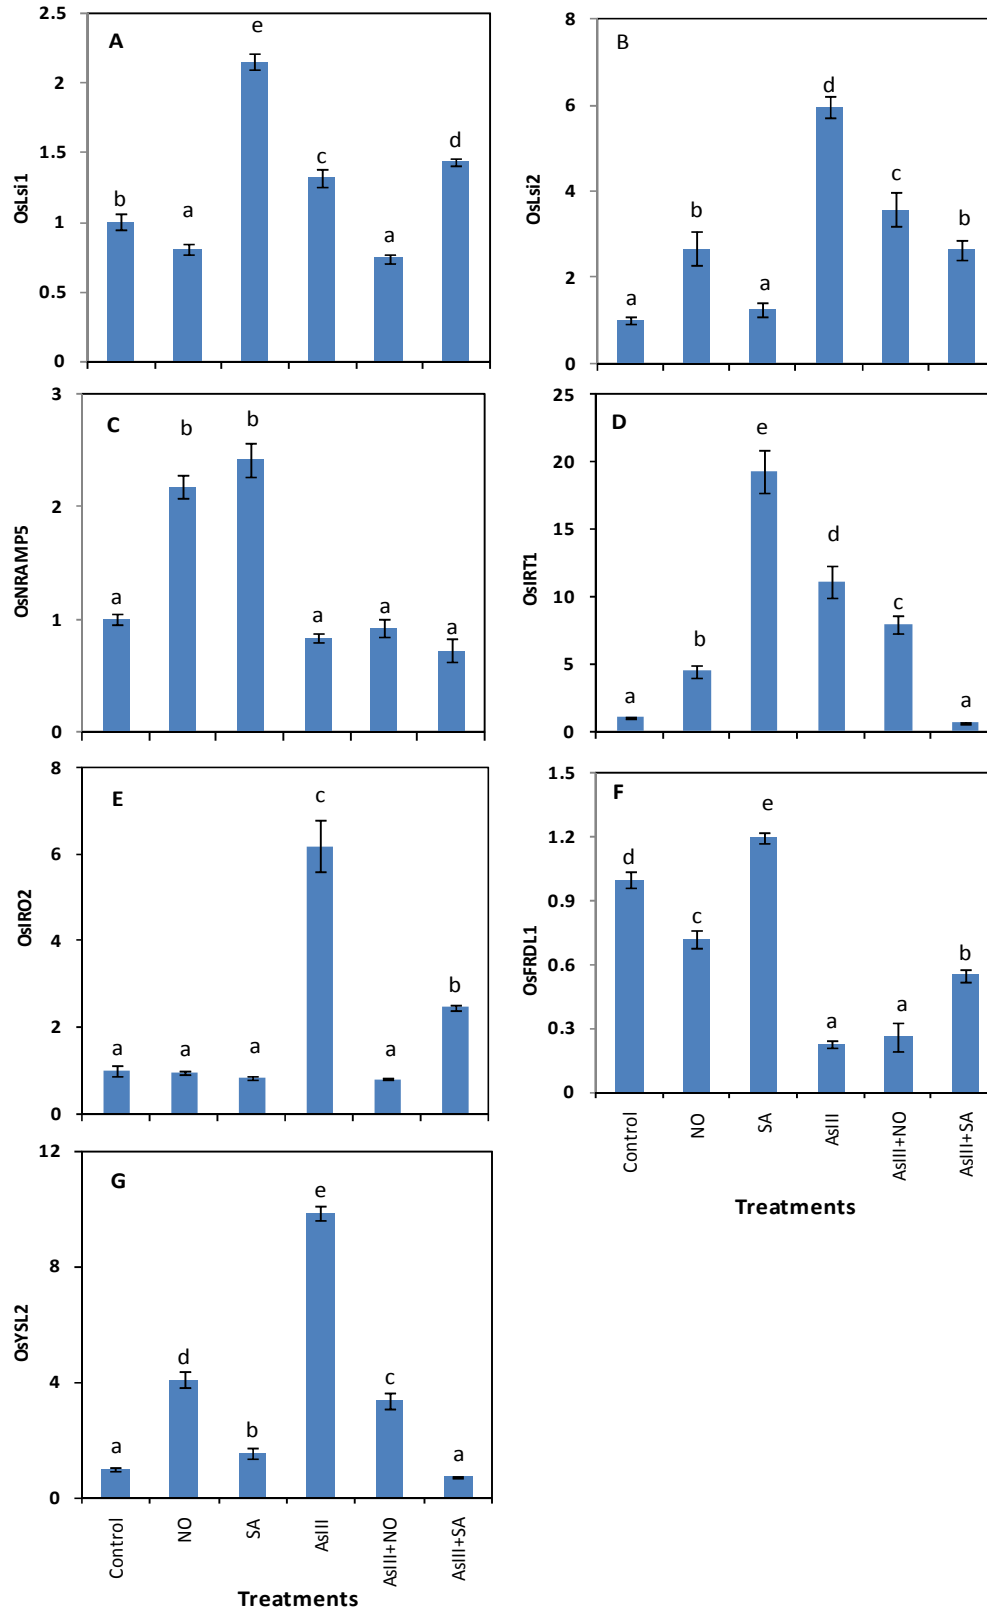 A
OsLsi1
2.5
2
1.5
1
0.5
0
b
a
e
c
a
d
B
OsLsi2
8
6
4
2
0
a
b
a
d
c
b
C
OsNRAMP5
3
2
1
0
a
b
b
a
a
a
D
OsIRT1
25
20
15
10
5
0
a
b
e
d
c
a
E
OsIRO2
8
6
4
2
0
a
a
a
c
a
b
F
OsFRDL1
1.5
1.2
0.9
0.6
0.3
0
d
c
e
a
a
b
Control
NO
SA
AsIII
AsIII+NO
AsIII+SA
Treatments
G
OsYSL2
12
8
4
0
a
d
b
e
c
a
Control
NO
SA
AsIII
AsIII+NO
AsIII+SA
Treatments